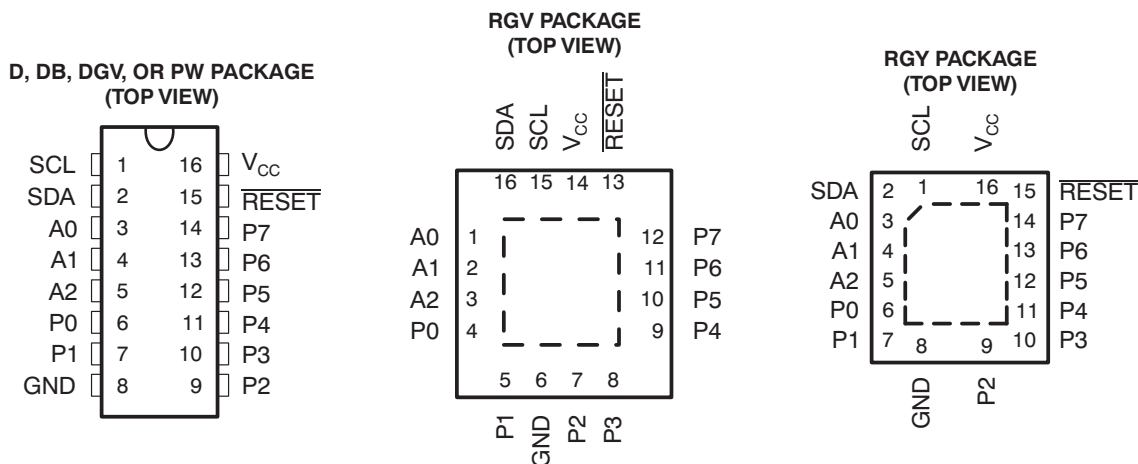 D, DB, DGV, OR PW PACKAGE
(TOP VIEW)
SCL 1 16 VCC
SDA 2 15 RESET
A0 3 14 P7
A1 4 13 P6
A2 5 12 P5
P0 6 11 P4
P1 7 10 P3
GND 8 9 P2
RGV PACKAGE
(TOP VIEW)
SDA SCL VCC RESET
16 15 14 13
A0 1 12 P7
A1 2 11 P6
A2 3 10 P5
P0 4 9 P4
5 6 7 8
P1 GND P2 P3
RGY PACKAGE
(TOP VIEW)
SCL VCC
1 16
SDA 2 15 RESET
A0 3 14 P7
A1 4 13 P6
A2 5 12 P5
P0 6 11 P4
P1 7 10 P3
8 9
GND P2